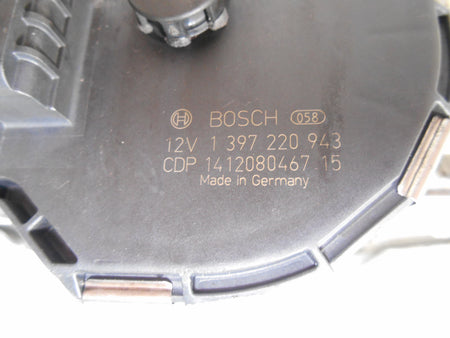 BOSCH 058
12V 1 397 220 943
CDP 1412080467 15
Made in Germany